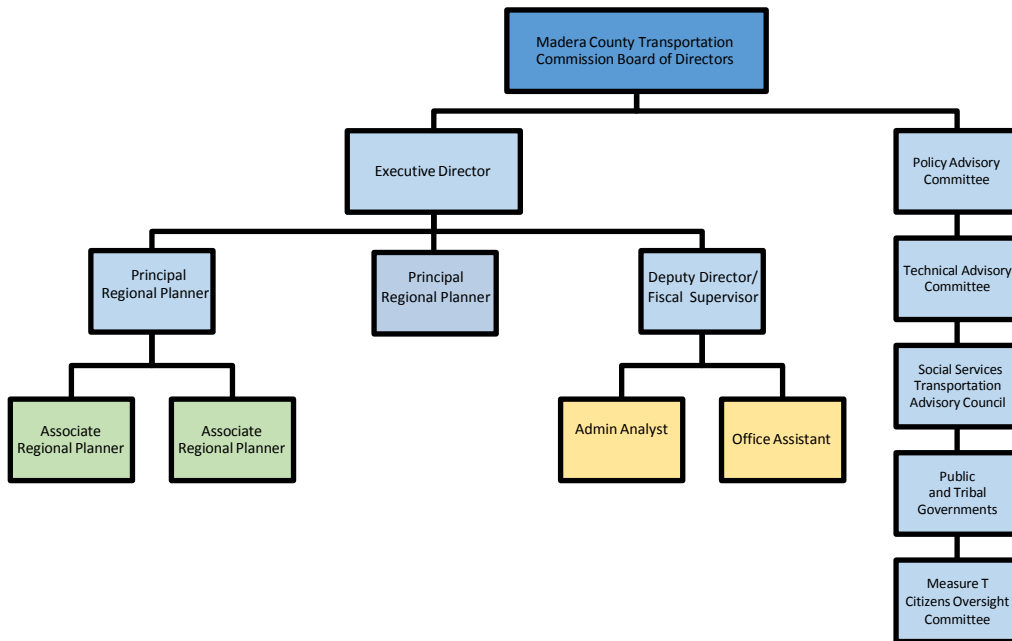 Madera County Transportation
Commission Board of Directors
Executive Director
Policy Advisory
Committee
Principal
Regional Planner
Principal
Regional Planner
Deputy Director/
Fiscal Supervisor
Technical Advisory
Committee
Social Services
Transportation
Advisory Council
Associate
Regional Planner
Associate
Regional Planner
Admin Analyst
Office Assistant
Public
and Tribal
Governments
Measure T
Citizens Oversight
Committee